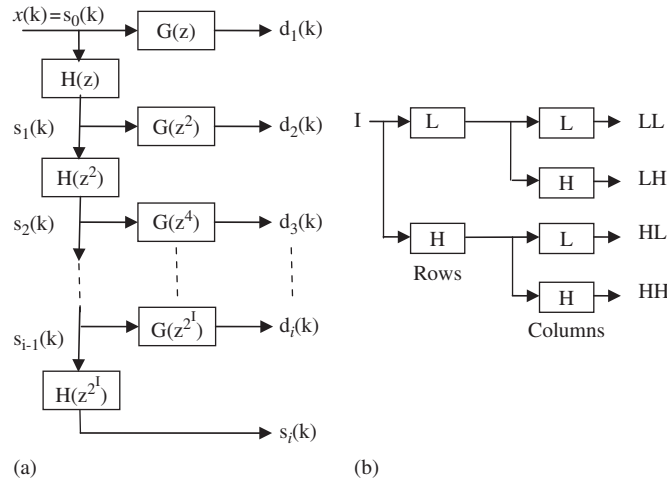 x(k)=s₀(k)
G(z)
d₁(k)
H(z)
s₁(k)
G(z²)
d₂(k)
H(z²)
s₂(k)
G(z⁴)
d₃(k)
s_{i-1}(k)
G(z^{2^I})
d_i(k)
H(z^{2^I})
s_i(k)
(a)
I
L
L
LL
H
LH
H
L
HL
Rows
H
HH
Columns
(b)